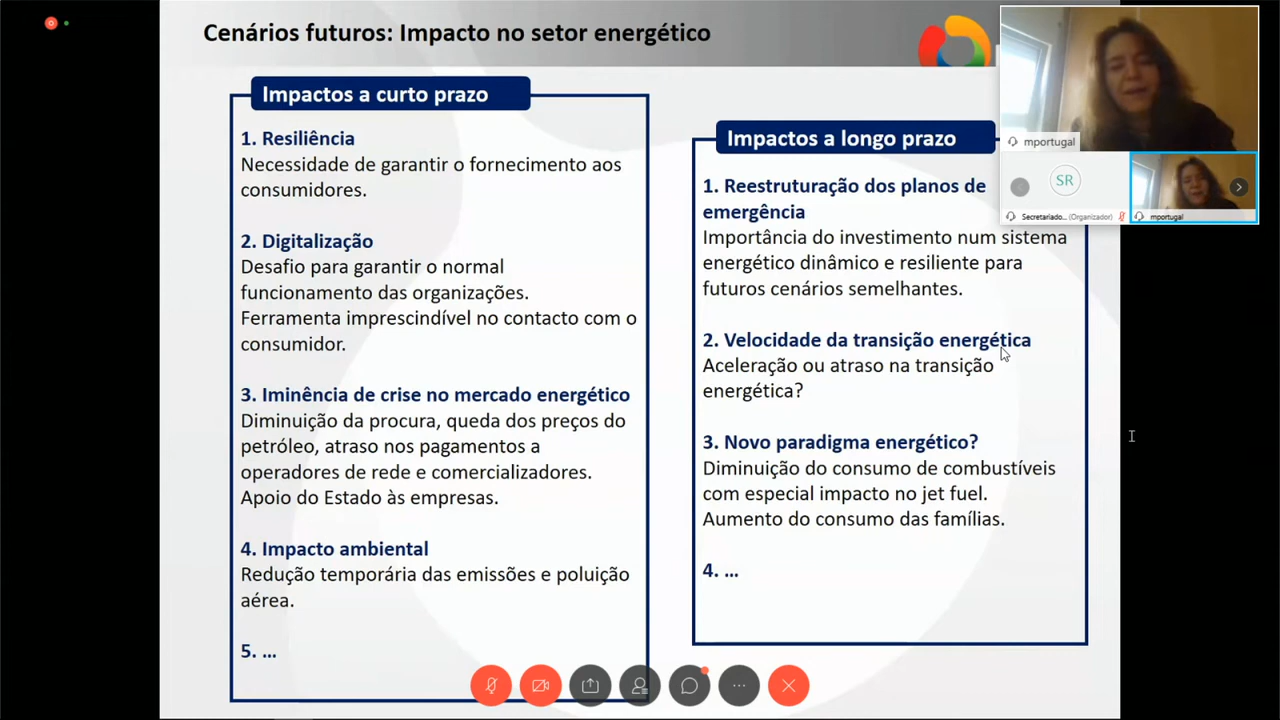 Cenários futuros: Impacto no setor energético
Impactos a curto prazo
1. Resiliência
Necessidade de garantir o fornecimento aos
consumidores.
2. Digitalização
Desafio para garantir o normal
funcionamento das organizações.
Ferramenta imprescindível no contacto com o
consumidor.
3. Iminência de crise no mercado energético
Diminuição da procura, queda dos preços do
petróleo, atraso nos pagamentos a
operadores de rede e comercializadores.
Apoio do Estado às empresas.
4. Impacto ambiental
Redução temporária das emissões e poluição
aérea.
5. ...
Impactos a longo prazo
1. Reestruturação dos planos de
emergência
Importância do investimento num sistema
energético dinâmico e resiliente para
futuros cenários semelhantes.
2. Velocidade da transição energética
Aceleração ou atraso na transição
energética?
3. Novo paradigma energético?
Diminuição do consumo de combustíveis
com especial impacto no jet fuel.
Aumento do consumo das famílias.
4. ...
mportugal
SR
Secretariado... (Organizador)
mportugal